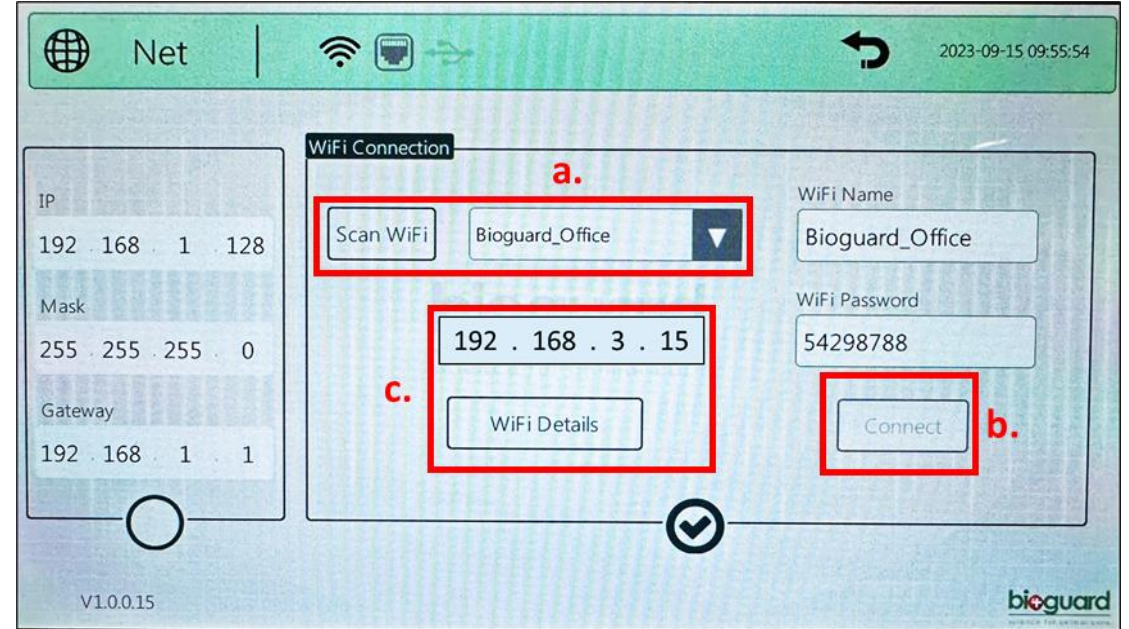 Net
2023-09-15 09:55:54
IP
192 . 168 . 1 . 128
Mask
255 . 255 . 255 . 0
Gateway
192 . 168 . 1 . 1
WiFi Connection
a.
Scan WiFi
Bioguard_Office
WiFi Name
Bioguard_Office
WiFi Password
54298788
192 . 168 . 3 . 15
c.
WiFi Details
Connect
b.
V1.0.0.15
bioguard